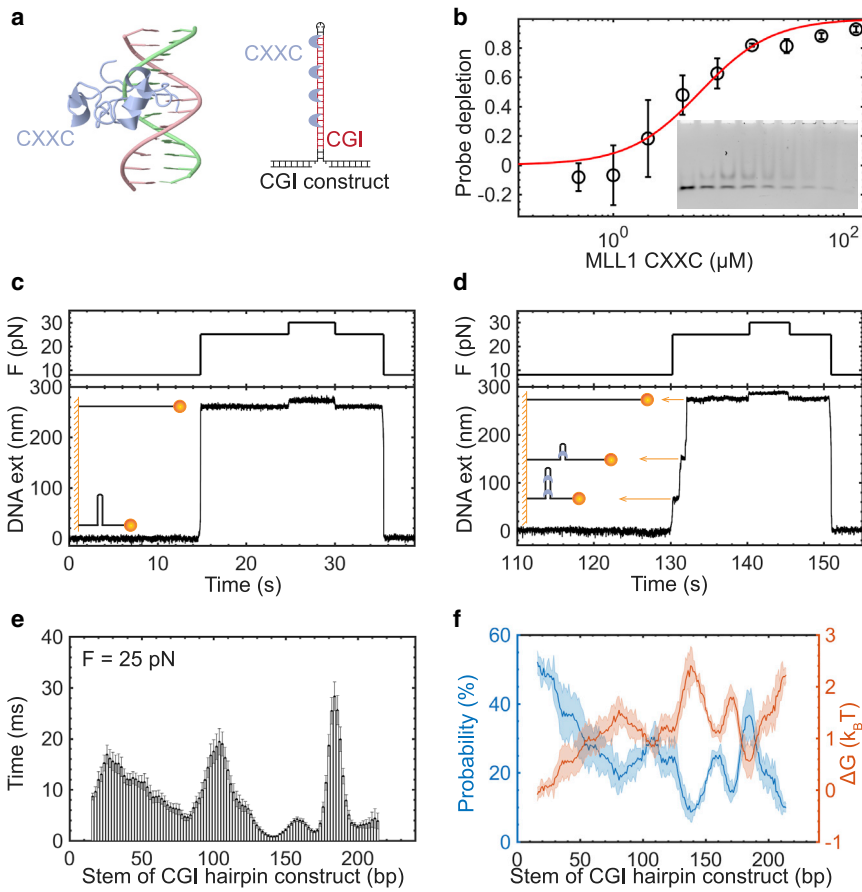 a
CXXC
CXXC
CGI
CGI construct
b
Probe depletion
0.8
0.6
0.4
0.2
0
-0.2
10^0
10^2
MLL1 CXXC (μM)
c
F (pN)
30
20
10
DNA ext (nm)
300
200
100
0
0
10
20
30
Time (s)
d
F (pN)
30
20
10
DNA ext (nm)
300
200
100
0
110
120
130
140
150
Time (s)
e
F = 25 pN
Time (ms)
40
30
20
10
0
0
50
100
150
200
Stem of CGI hairpin construct (bp)
f
Probability (%)
60
40
20
0
ΔG (k_BT)
3
2
1
0
-1
0
50
100
150
200
Stem of CGI hairpin construct (bp)